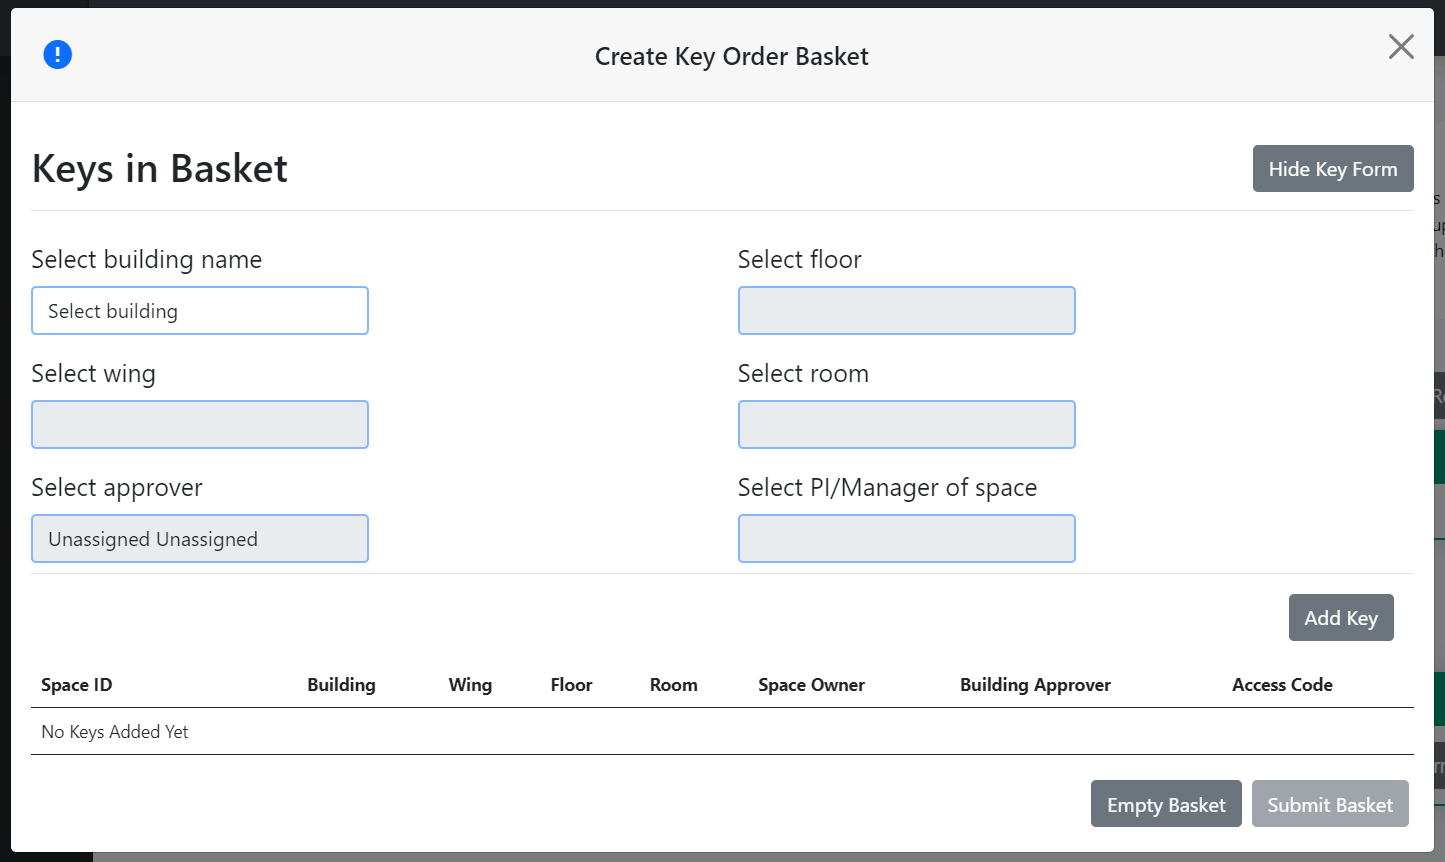 Create Key Order Basket
Keys in Basket
Hide Key Form
Select building name
Select floor
Select building
Select wing
Select room
Select approver
Select PI/Manager of space
Unassigned Unassigned
Add Key
Space ID Building Wing Floor Room Space Owner Building Approver Access Code
No Keys Added Yet
Empty Basket Submit Basket